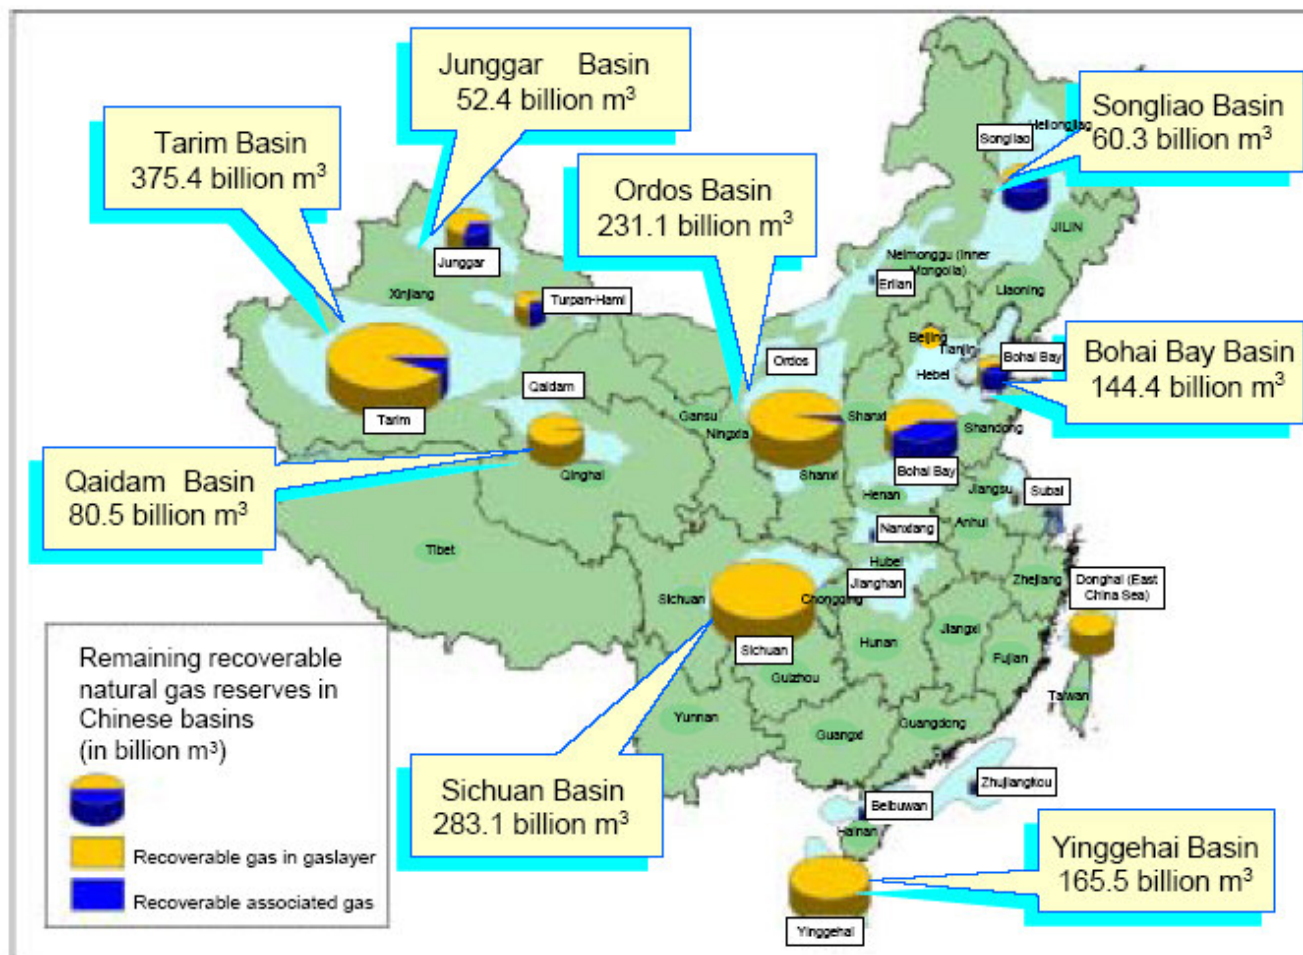 Junggar Basin
52.4 billion m³
Songliao Basin
60.3 billion m³
Tarim Basin
375.4 billion m³
Ordos Basin
231.1 billion m³
Bohai Bay Basin
144.4 billion m³
Qaidam Basin
80.5 billion m³
Sichuan Basin
283.1 billion m³
Yinggehai Basin
165.5 billion m³
Heilongjiag
Songliao
JILIN
Neimonggu (Inner
Mongolia)
Erlian
Liaoning
Junggar
Xinjiang
Turpan-Hami
Beijing
Tianjin
Bohai Bay
Hebei
Ordos
Qaidam
Tarim
Gansu
Ningxia
Shanxi
Shandong
Bohai Bay
Qinghai
Shanxi
Henan
Jiangsu
Subai
Nanxiang
Anhui
Tibet
Hubei
Jianghan
Zhejiang
Donghai (East
China Sea)
Sichuan
Chongqing
Sichuan
Hunan
Jiangxi
Fujian
Guizhou
Taiwan
Yunnan
Guangxi
Guangdong
Zhujiangkou
Beibuwan
Hainan
Yinggehai
Remaining recoverable
natural gas reserves in
Chinese basins
(in billion m³)
Recoverable gas in gaslayer
Recoverable associated gas